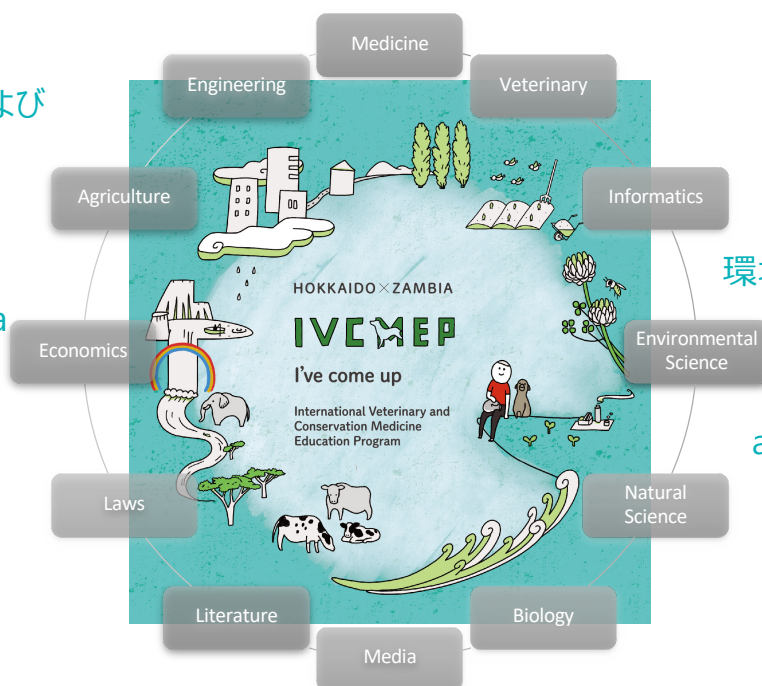 Medicine
Engineering
Veterinary
よび
Agriculture
Informatics
HOKKAIDO×ZAMBIA
環
a
IVCMEP
Economics
Environmental
Science
I've come up
International Veterinary and
Conservation Medicine
Education Program
a
Laws
Natural
Science
Literature
Biology
Media